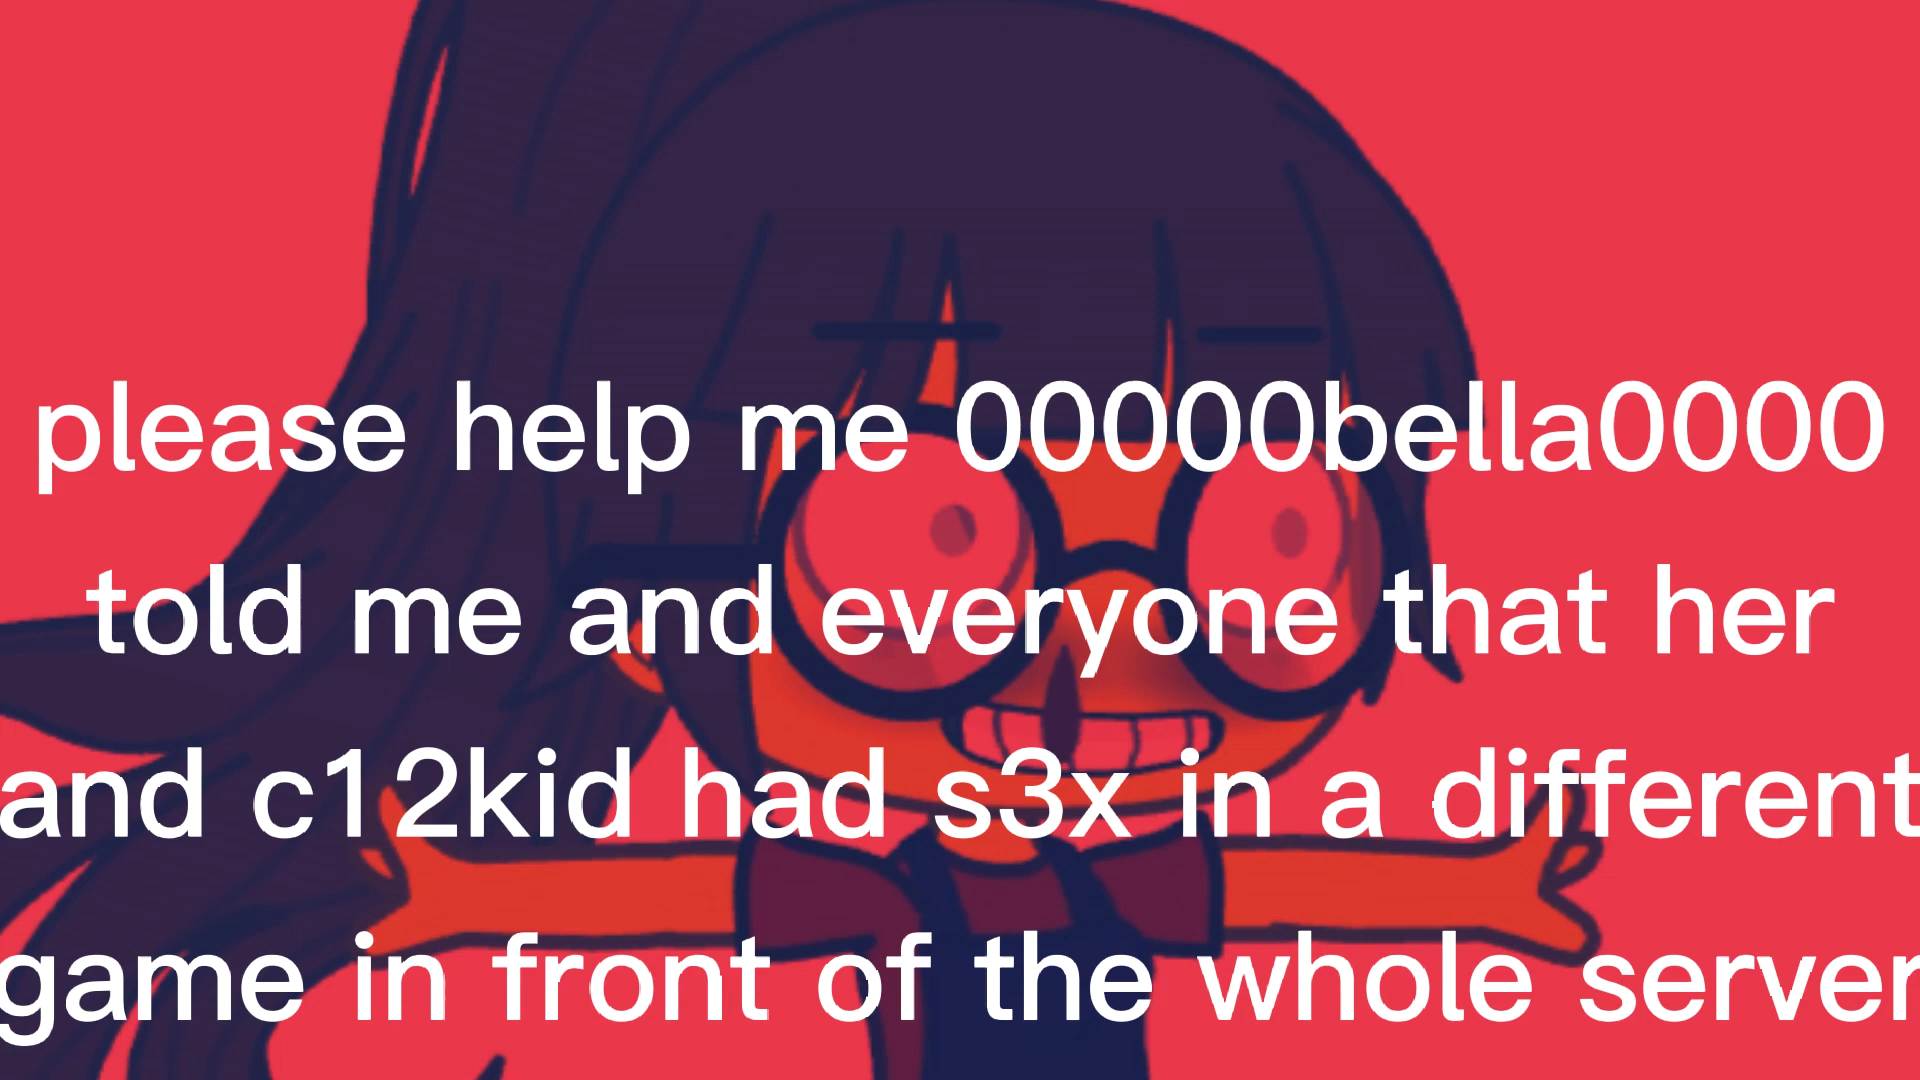 please help me 00000bella0000
told me and everyone that her
and c12kid had s3x in a different
game in front of the whole server